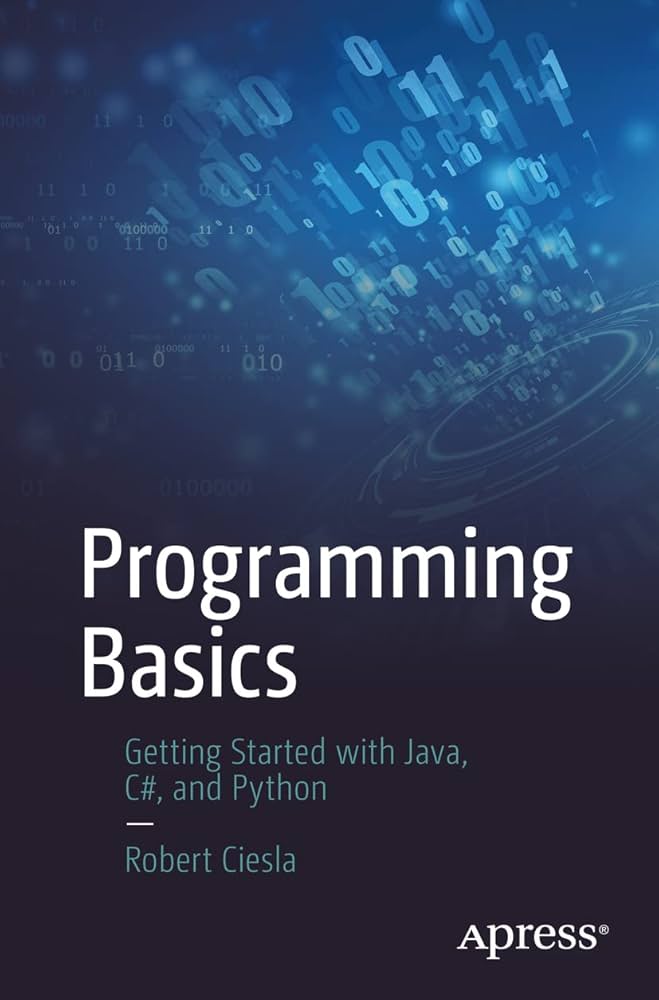 Programming
Basics
Getting Started with Java,
C#, and Python
Robert Ciesla
Apress®